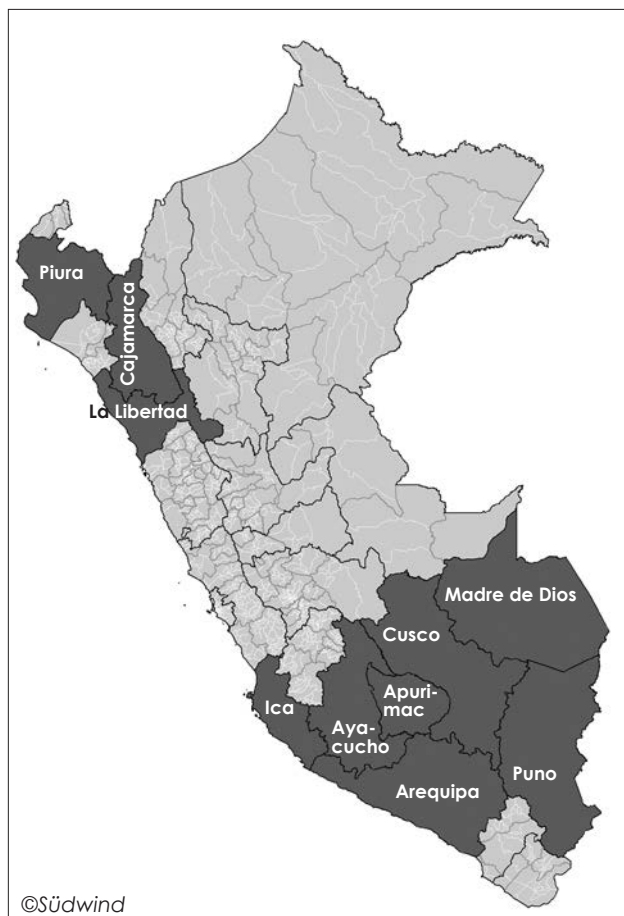 Piura
Cajamarca
La Libertad
Madre de Dios
Cusco
Apuri-
mac
Ica
Aya-
cucho
Puno
Arequipa
©Südwind